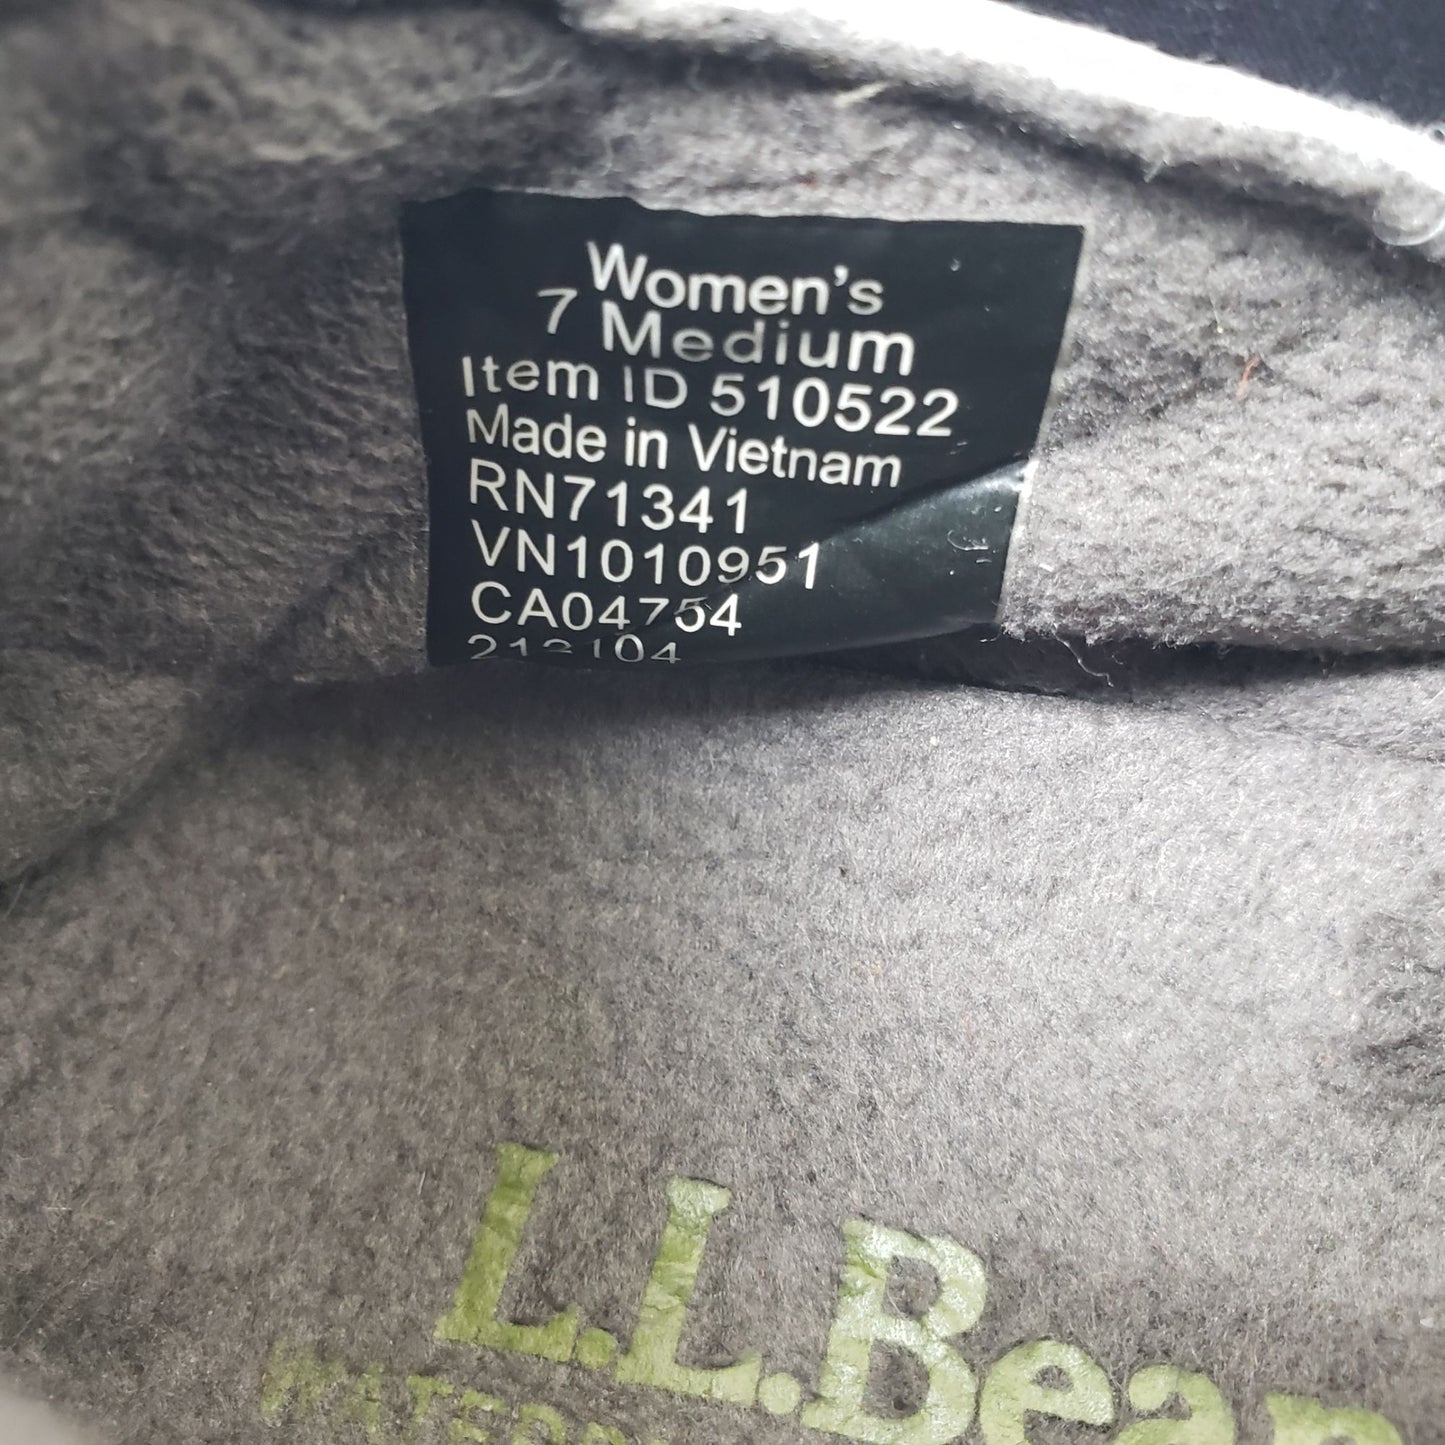 Women's
7 Medium
Item ID 510522
Made in Vietnam
RN71341
VN1010951
CA04754
L.L.Bean